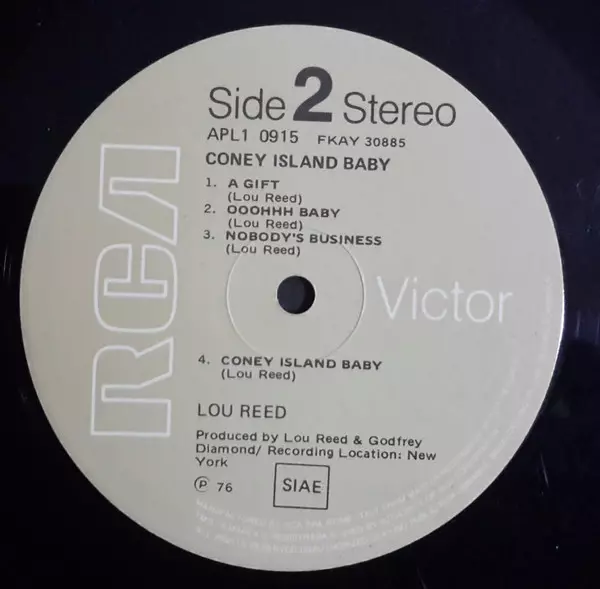 Side 2 Stereo
APL1 0915 FKAY 30885
CONEY ISLAND BABY
1. A GIFT
(Lou Reed)
2. OOOHHH BABY
(Lou Reed)
3. NOBODY'S BUSINESS
(Lou Reed)
RCA Victor
4. CONEY ISLAND BABY
(Lou Reed)
LOU REED
Produced by Lou Reed & Godfrey
Diamond/ Recording Location: New
York
℗ 76
SIAE